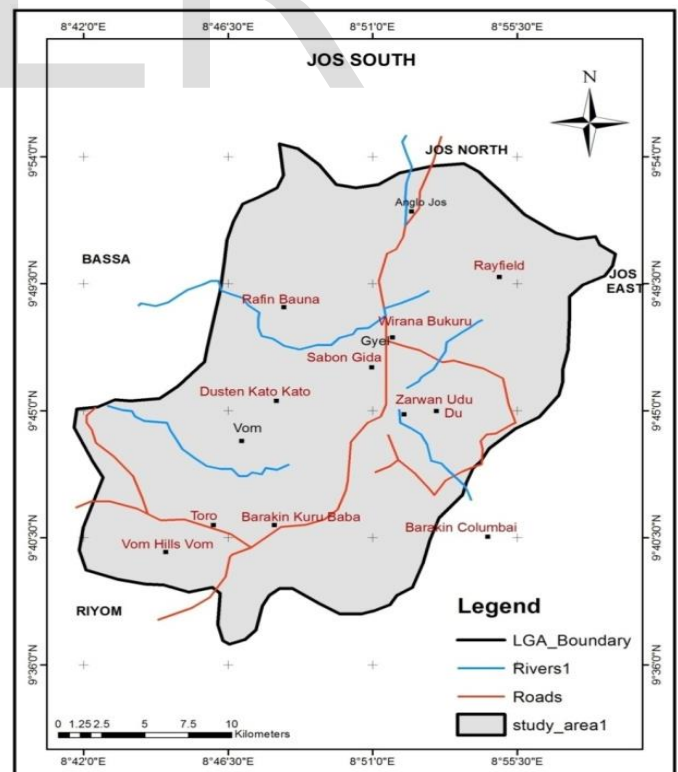 8°42'0"E 8°46'30"E 8°51'0"E 8°55'30"E
JOS SOUTH
N
JOS NORTH
9°54'0"N 9°54'0"N
Anglo Jos
BASSA
Rayfield
JOS
EAST
9°49'30"N 9°49'30"N
Rafin Bauna
Wirana Bukuru
Gyel
Sabon Gida
Dusten Kato Kato
Zarwan Udu
Du
9°45'0"N 9°45'0"N
Vom
Toro Barakin Kuru Baba
Barakin Columbai
9°40'30"N 9°40'30"N
Vom Hills Vom
RIYOM
Legend
LGA_Boundary
Rivers1
Roads
study_area1
9°36'0"N 9°36'0"N
0 1.25 2.5 5 7.5 10
Kilometers
8°42'0"E 8°46'30"E 8°51'0"E 8°55'30"E